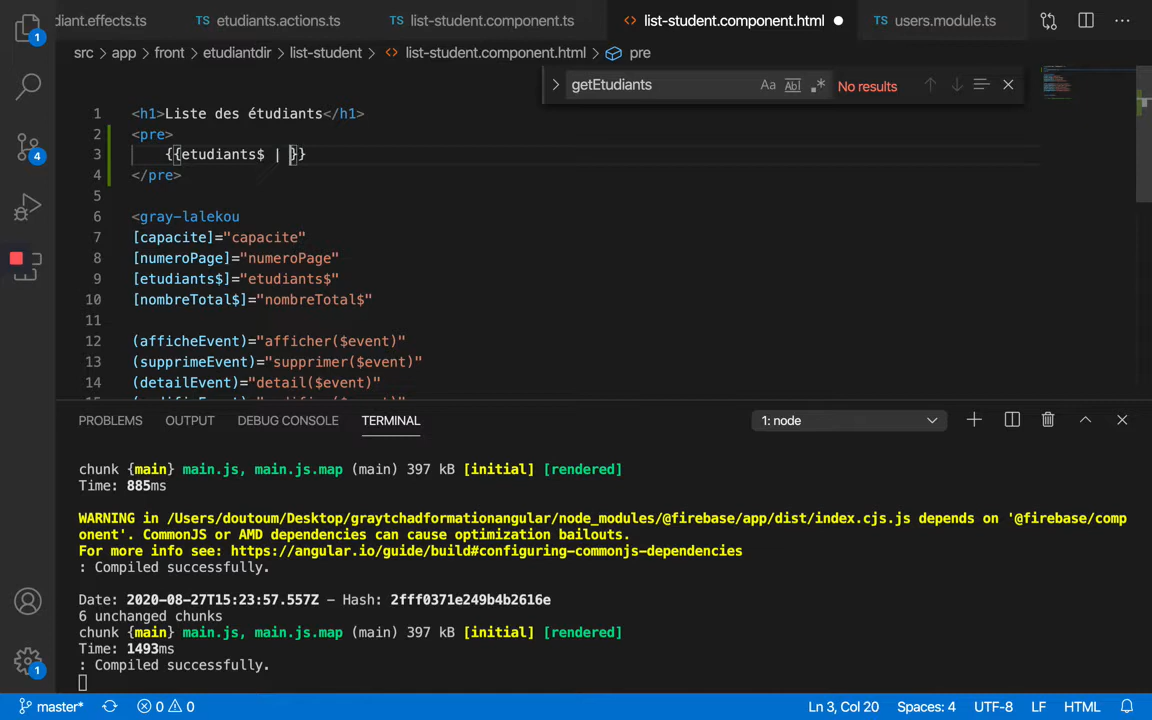 diant.effects.ts
TS etudiants.actions.ts
TS list-student.component.ts
<> list-student.component.html
TS users.module.ts
src > app > front > etudiantdir > list-student > <> list-student.component.html > pre
getEtudiants
Aa
No results
1 <h1>Liste des étudiants</h1>
2 <pre>
3 {{etudiants$ | }}
4 </pre>
5
6 <gray-lalekou
7 [capacite]="capacite"
8 [numeroPage]="numeroPage"
9 [etudiants$]="etudiants$"
10 [nombreTotal$]="nombreTotal$"
11
12 (afficheEvent)="afficher($event)"
13 (supprimeEvent)="supprimer($event)"
14 (detailEvent)="detail($event)"
PROBLEMS OUTPUT DEBUG CONSOLE TERMINAL
1: node
chunk {main} main.js, main.js.map (main) 397 kB [initial] [rendered]
Time: 885ms
WARNING in /Users/doutoum/Desktop/graytchadformationangular/node_modules/@firebase/app/dist/index.cjs.js depends on '@firebase/comp
onent'. CommonJS or AMD dependencies can cause optimization bailouts.
For more info see: https://angular.io/guide/build#configuring-commonjs-dependencies
: Compiled successfully.
Date: 2020-08-27T15:23:57.557Z – Hash: 2fff0371e249b4b2616e
6 unchanged chunks
chunk {main} main.js, main.js.map (main) 397 kB [initial] [rendered]
Time: 1493ms
: Compiled successfully.
1
4
1
master*
0 0
Ln 3, Col 20
Spaces: 4
UTF-8
LF
HTML